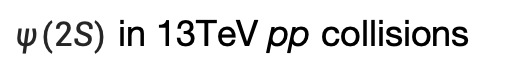 ψ(2S) in 13TeV pp collisions